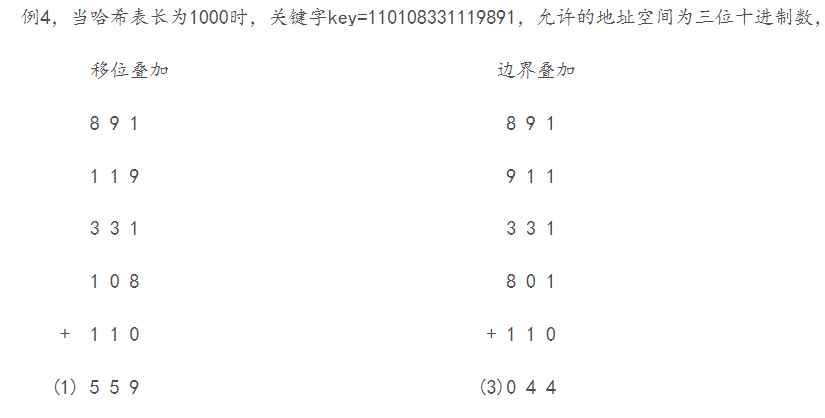 例4，当哈希表长为1000时，关键字key=110108331119891，允许的地址空间为三位十进制数，
移位叠加 边界叠加
8 9 1 8 9 1
1 1 9 9 1 1
3 3 1 3 3 1
1 0 8 8 0 1
+ 1 1 0 + 1 1 0
(1) 5 5 9 (3)0 4 4